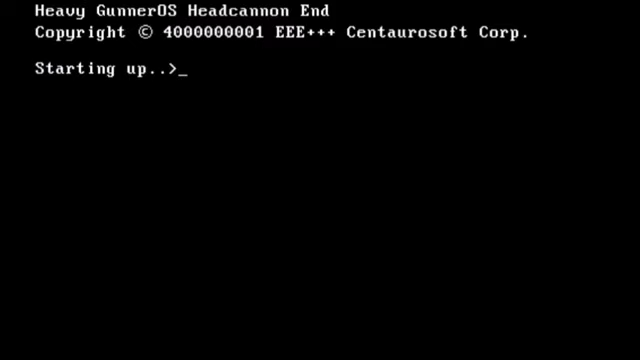 Heavy GunnerOS Headcannon End
Copyright © 4000000001 EEE+++ Centaurosoft Corp.
Starting up..>_